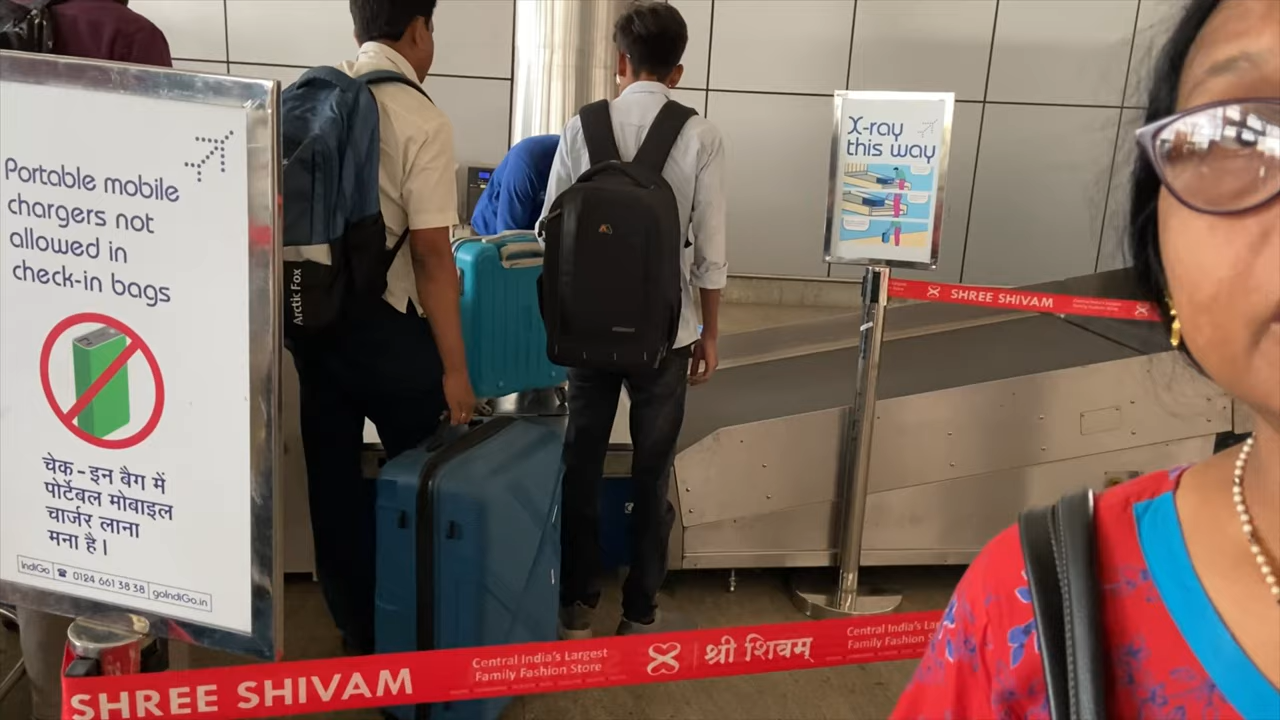 Portable mobile
chargers not
allowed in
check-in bags
चेक - इन बैग में
पोर्टेबल मोबाइल
चार्जर लाना
मना है।
IndiGo ☎ 0124 661 38 38 goIndiGo.in
Arctic Fox
X-ray
this way
SHREE SHIVAM
SHREE SHIVAM
Central India's Largest
Family Fashion Store
श्री शिवम्
Central India's Lar
Family Fashion S